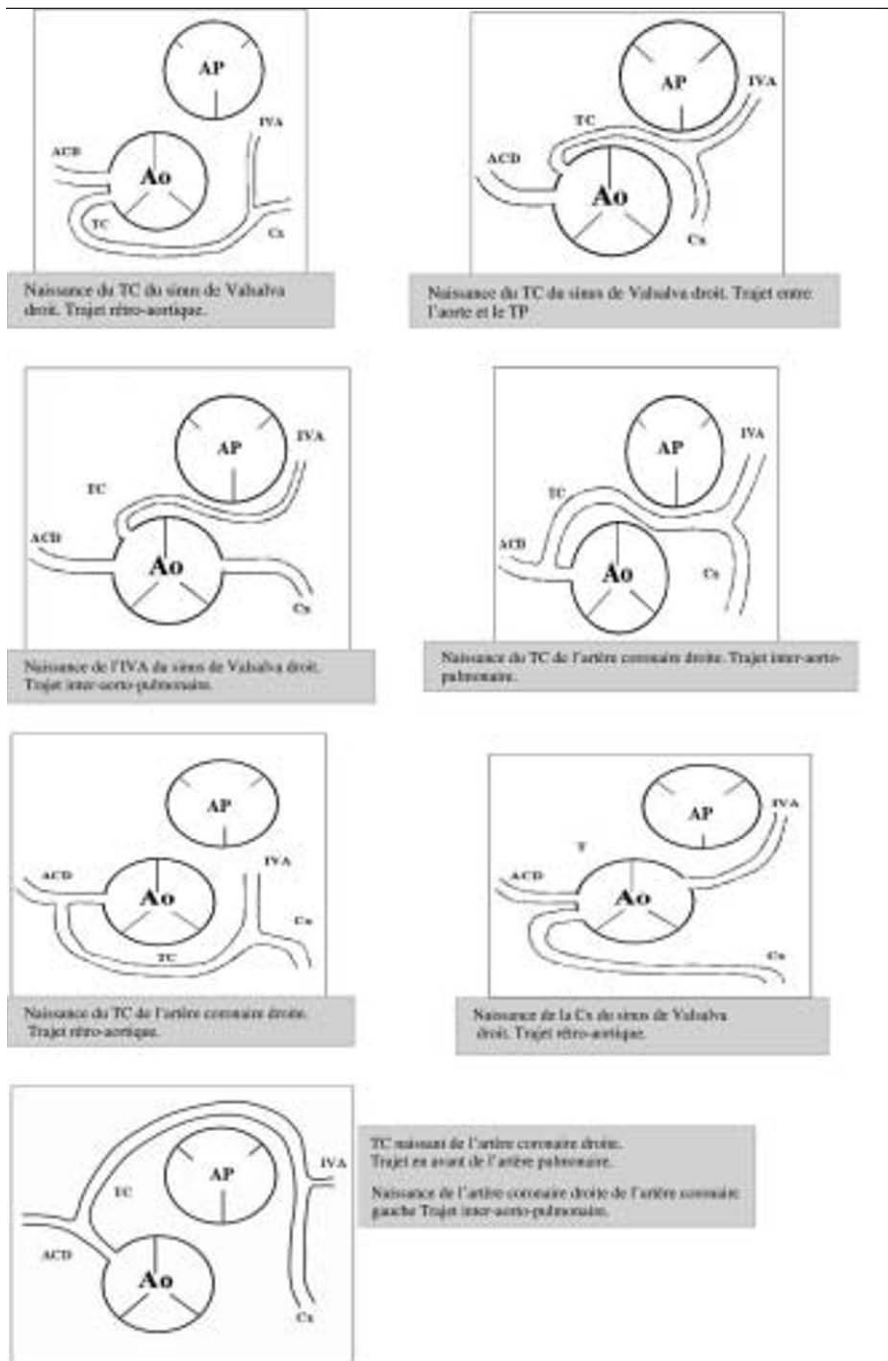 AP
IVA
ACD
Ao
TC
Cx
Naissance du TC du sinus de Valsalva
droit. Trajet rétro-aortique.
AP
IVA
TC
ACD
Ao
Cx
Naissance du TC du sinus de Valsalva droit. Trajet entre
l'aorte et le TP
AP
IVA
TC
ACD
Ao
Cx
Naissance de l'IVA du sinus de Valsalva droit.
Trajet inter-aorto-pulmonaire.
AP
IVA
TC
ACD
Ao
Cx
Naissance du TC de l'artère coronaire droite. Trajet inter-aorto-
pulmonaire.
AP
ACD
IVA
Ao
Cx
TC
Naissance du TC de l'artère coronaire droite.
Trajet rétro-aortique.
AP
IVA
T
ACD
Ao
Cx
Naissance de la Cx du sinus de Valsalva
droit. Trajet rétro-aortique.
AP
IVA
TC
ACD
Ao
Cx
TC naissant de l'artère coronaire droite.
Trajet en avant de l'artère pulmonaire.
Naissance de l'artère coronaire droite de l'artère coronaire
gauche Trajet inter-aorto-pulmonaire.